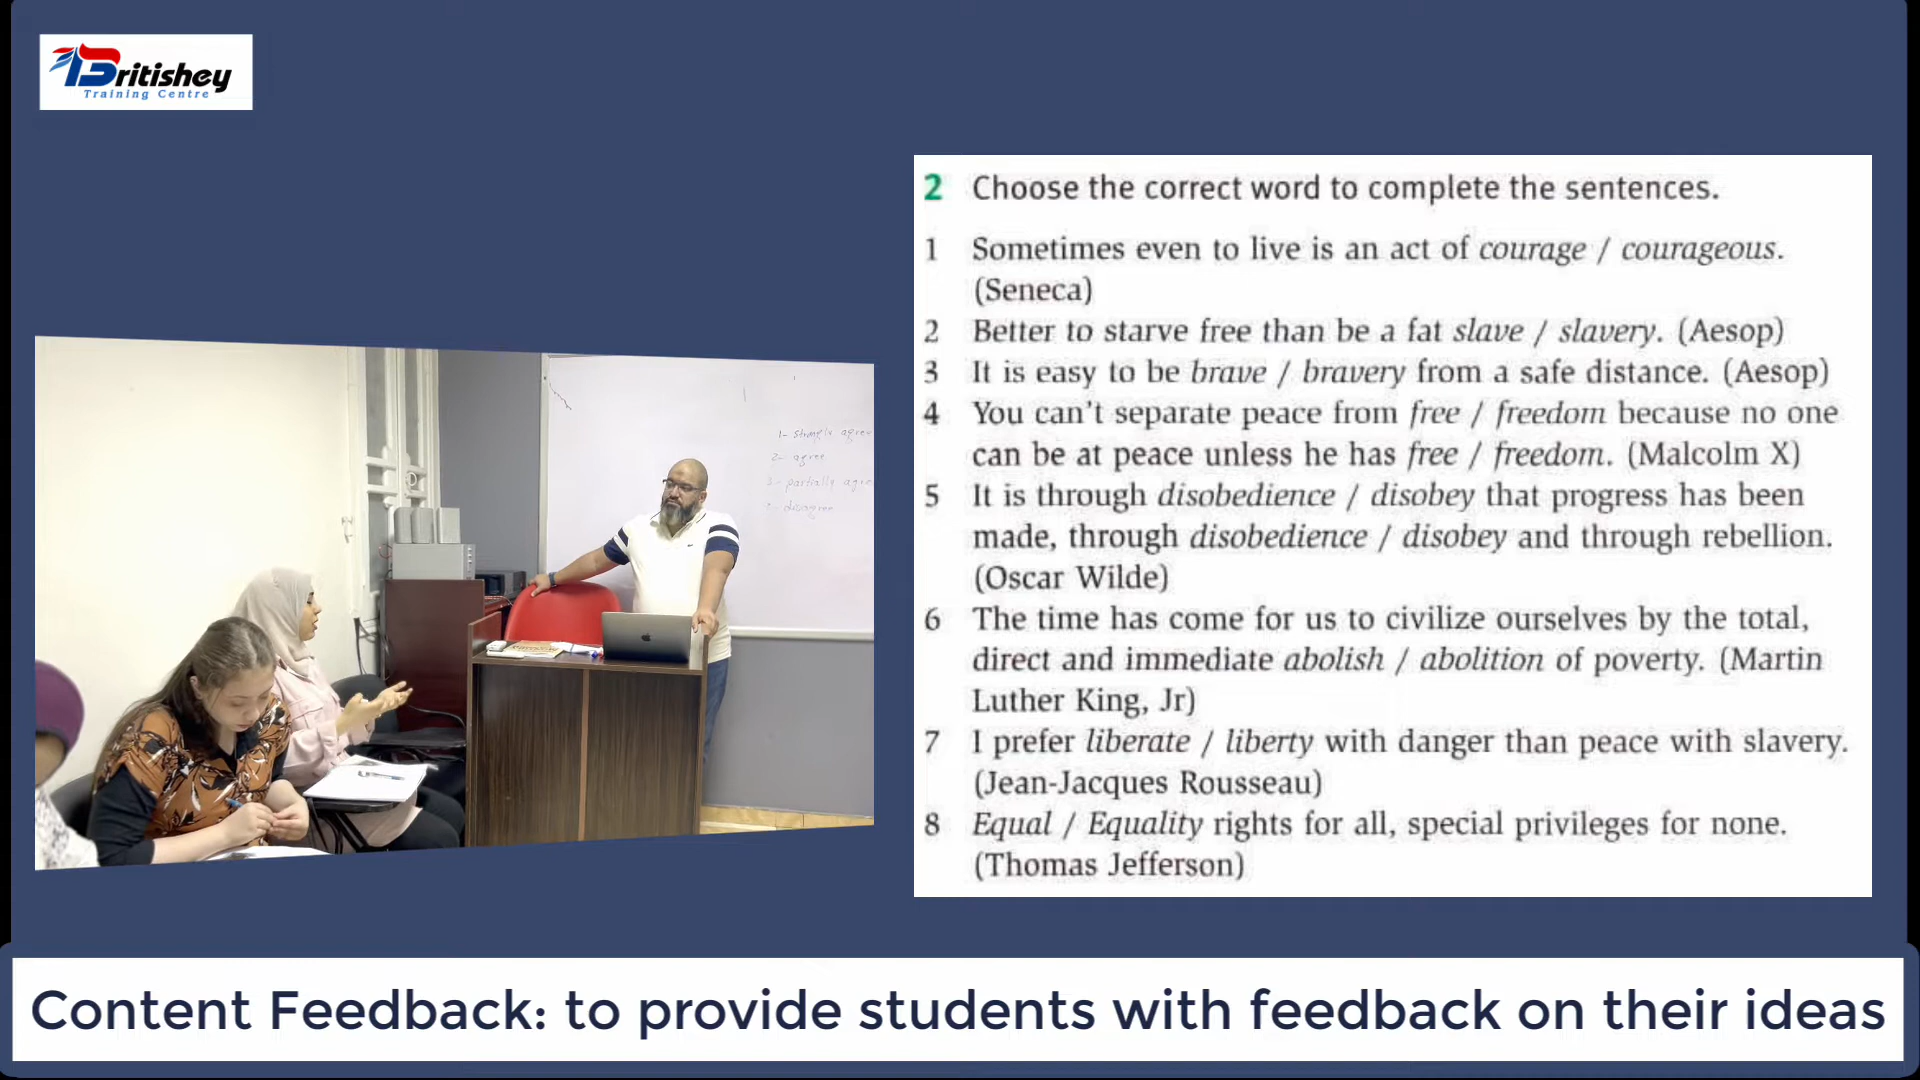 Britishey
Training Centre
2 Choose the correct word to complete the sentences.
1 Sometimes even to live is an act of courage / courageous.
(Seneca)
2 Better to starve free than be a fat slave / slavery. (Aesop)
3 It is easy to be brave / bravery from a safe distance. (Aesop)
4 You can't separate peace from free / freedom because no one
can be at peace unless he has free / freedom. (Malcolm X)
5 It is through disobedience / disobey that progress has been
made, through disobedience / disobey and through rebellion.
(Oscar Wilde)
6 The time has come for us to civilize ourselves by the total,
direct and immediate abolish / abolition of poverty. (Martin
Luther King, Jr)
7 I prefer liberate / liberty with danger than peace with slavery.
(Jean-Jacques Rousseau)
8 Equal / Equality rights for all, special privileges for none.
(Thomas Jefferson)
1- strongly agree
2- agree
3- partially agree
disagree
Content Feedback: to provide students with feedback on their ideas